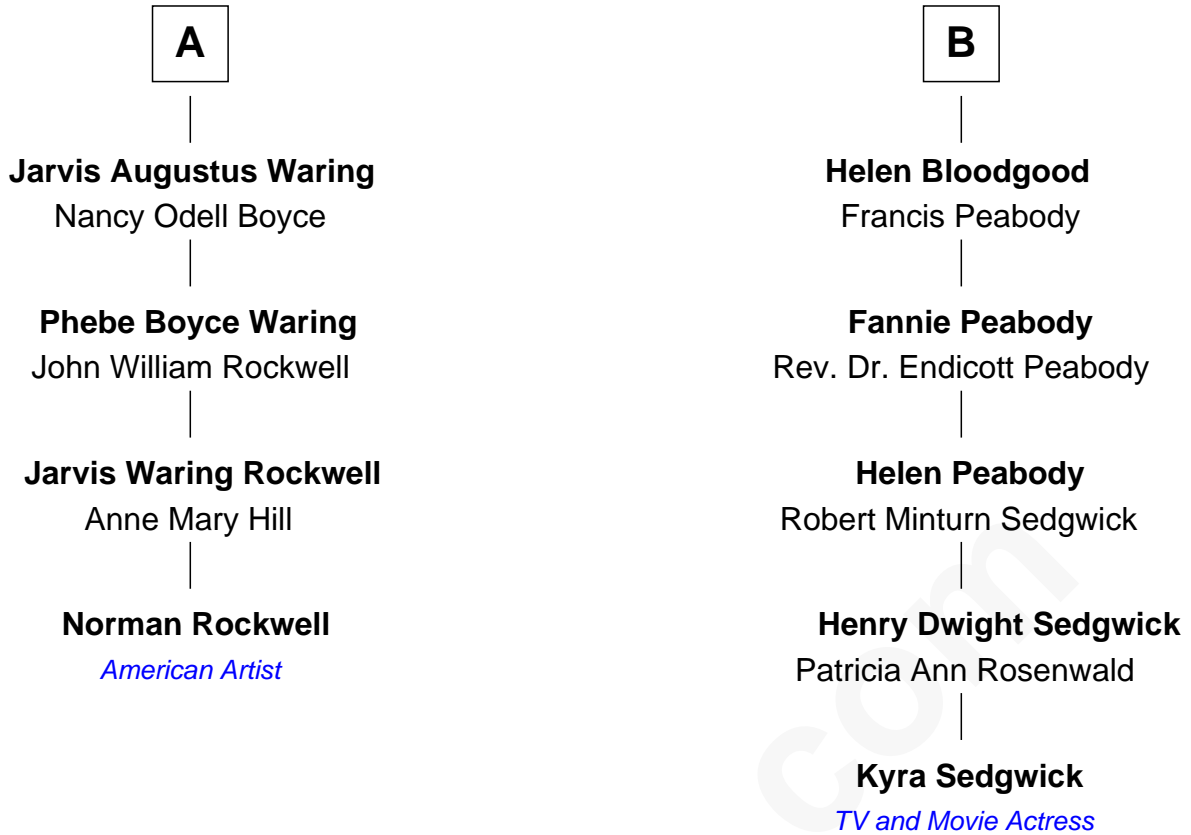 A
Jarvis Augustus Waring
Nancy Odell Boyce
Phebe Boyce Waring
John William Rockwell
Jarvis Waring Rockwell
Anne Mary Hill
Norman Rockwell
American Artist
B
Helen Bloodgood
Francis Peabody
Fannie Peabody
Rev. Dr. Endicott Peabody
Helen Peabody
Robert Minturn Sedgwick
Henry Dwight Sedgwick
Patricia Ann Rosenwald
Kyra Sedgwick
TV and Movie Actress
com